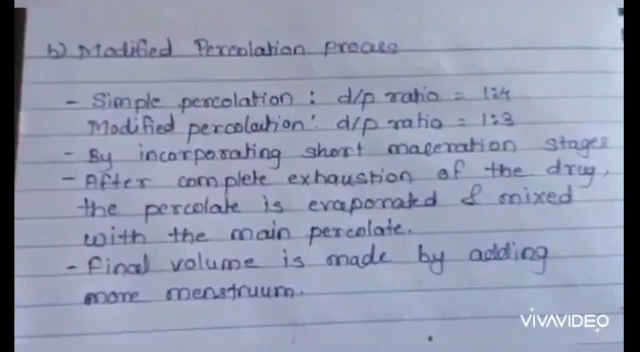 b) Modified Percolation process
- Simple percolation : d/p ratio = 1:4
Modified percolation : d/p ratio = 1:3
- By incorporating short maceration stages
- After complete exhaustion of the drug,
the percolate is evaporated & mixed
with the main percolate.
- Final volume is made by adding
more menstruum.
VIVAVIDEO